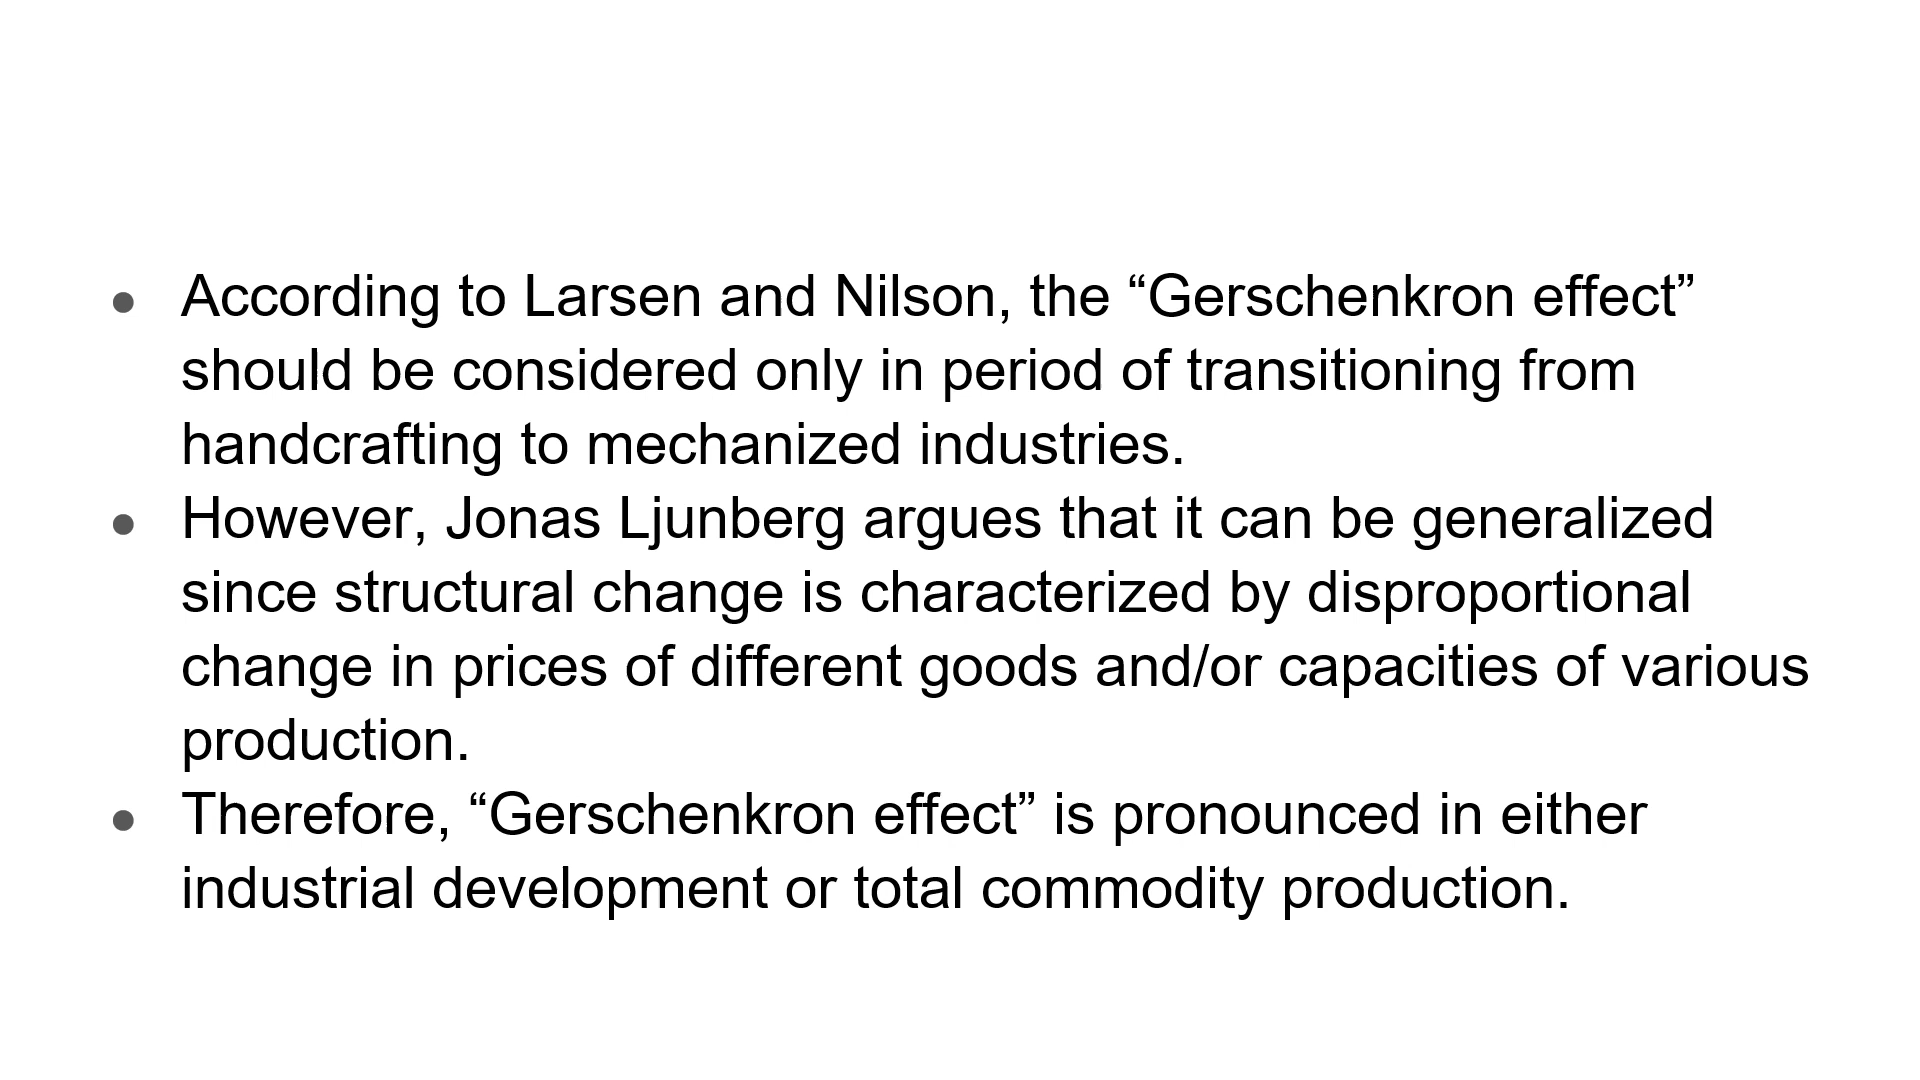 ● According to Larsen and Nilson, the “Gerschenkron effect”
should be considered only in period of transitioning from
handcrafting to mechanized industries.
● However, Jonas Ljunberg argues that it can be generalized
since structural change is characterized by disproportional
change in prices of different goods and/or capacities of various
production.
● Therefore, “Gerschenkron effect” is pronounced in either
industrial development or total commodity production.